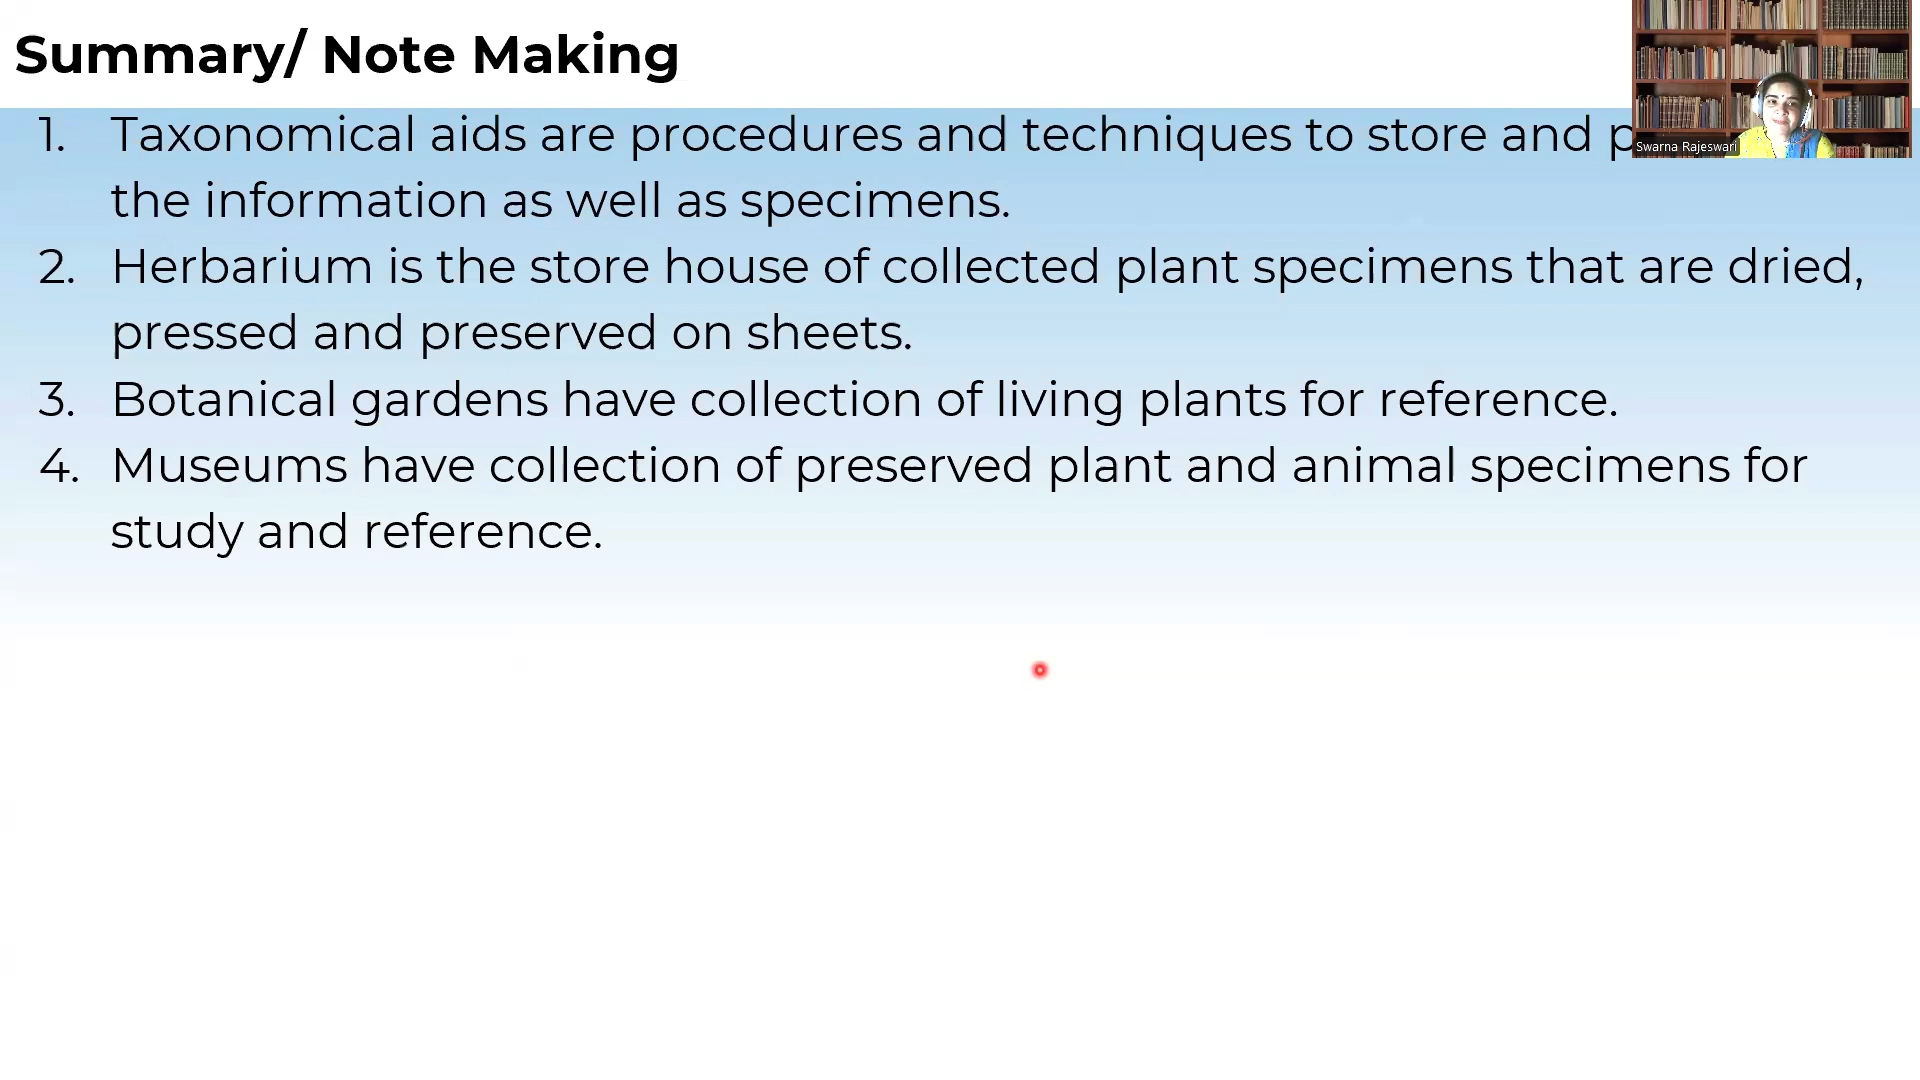 Summary/ Note Making
1. Taxonomical aids are procedures and techniques to store and
the information as well as specimens.
2. Herbarium is the store house of collected plant specimens that are dried,
pressed and preserved on sheets.
3. Botanical gardens have collection of living plants for reference.
4. Museums have collection of preserved plant and animal specimens for
study and reference.
Swarna Rajeswari